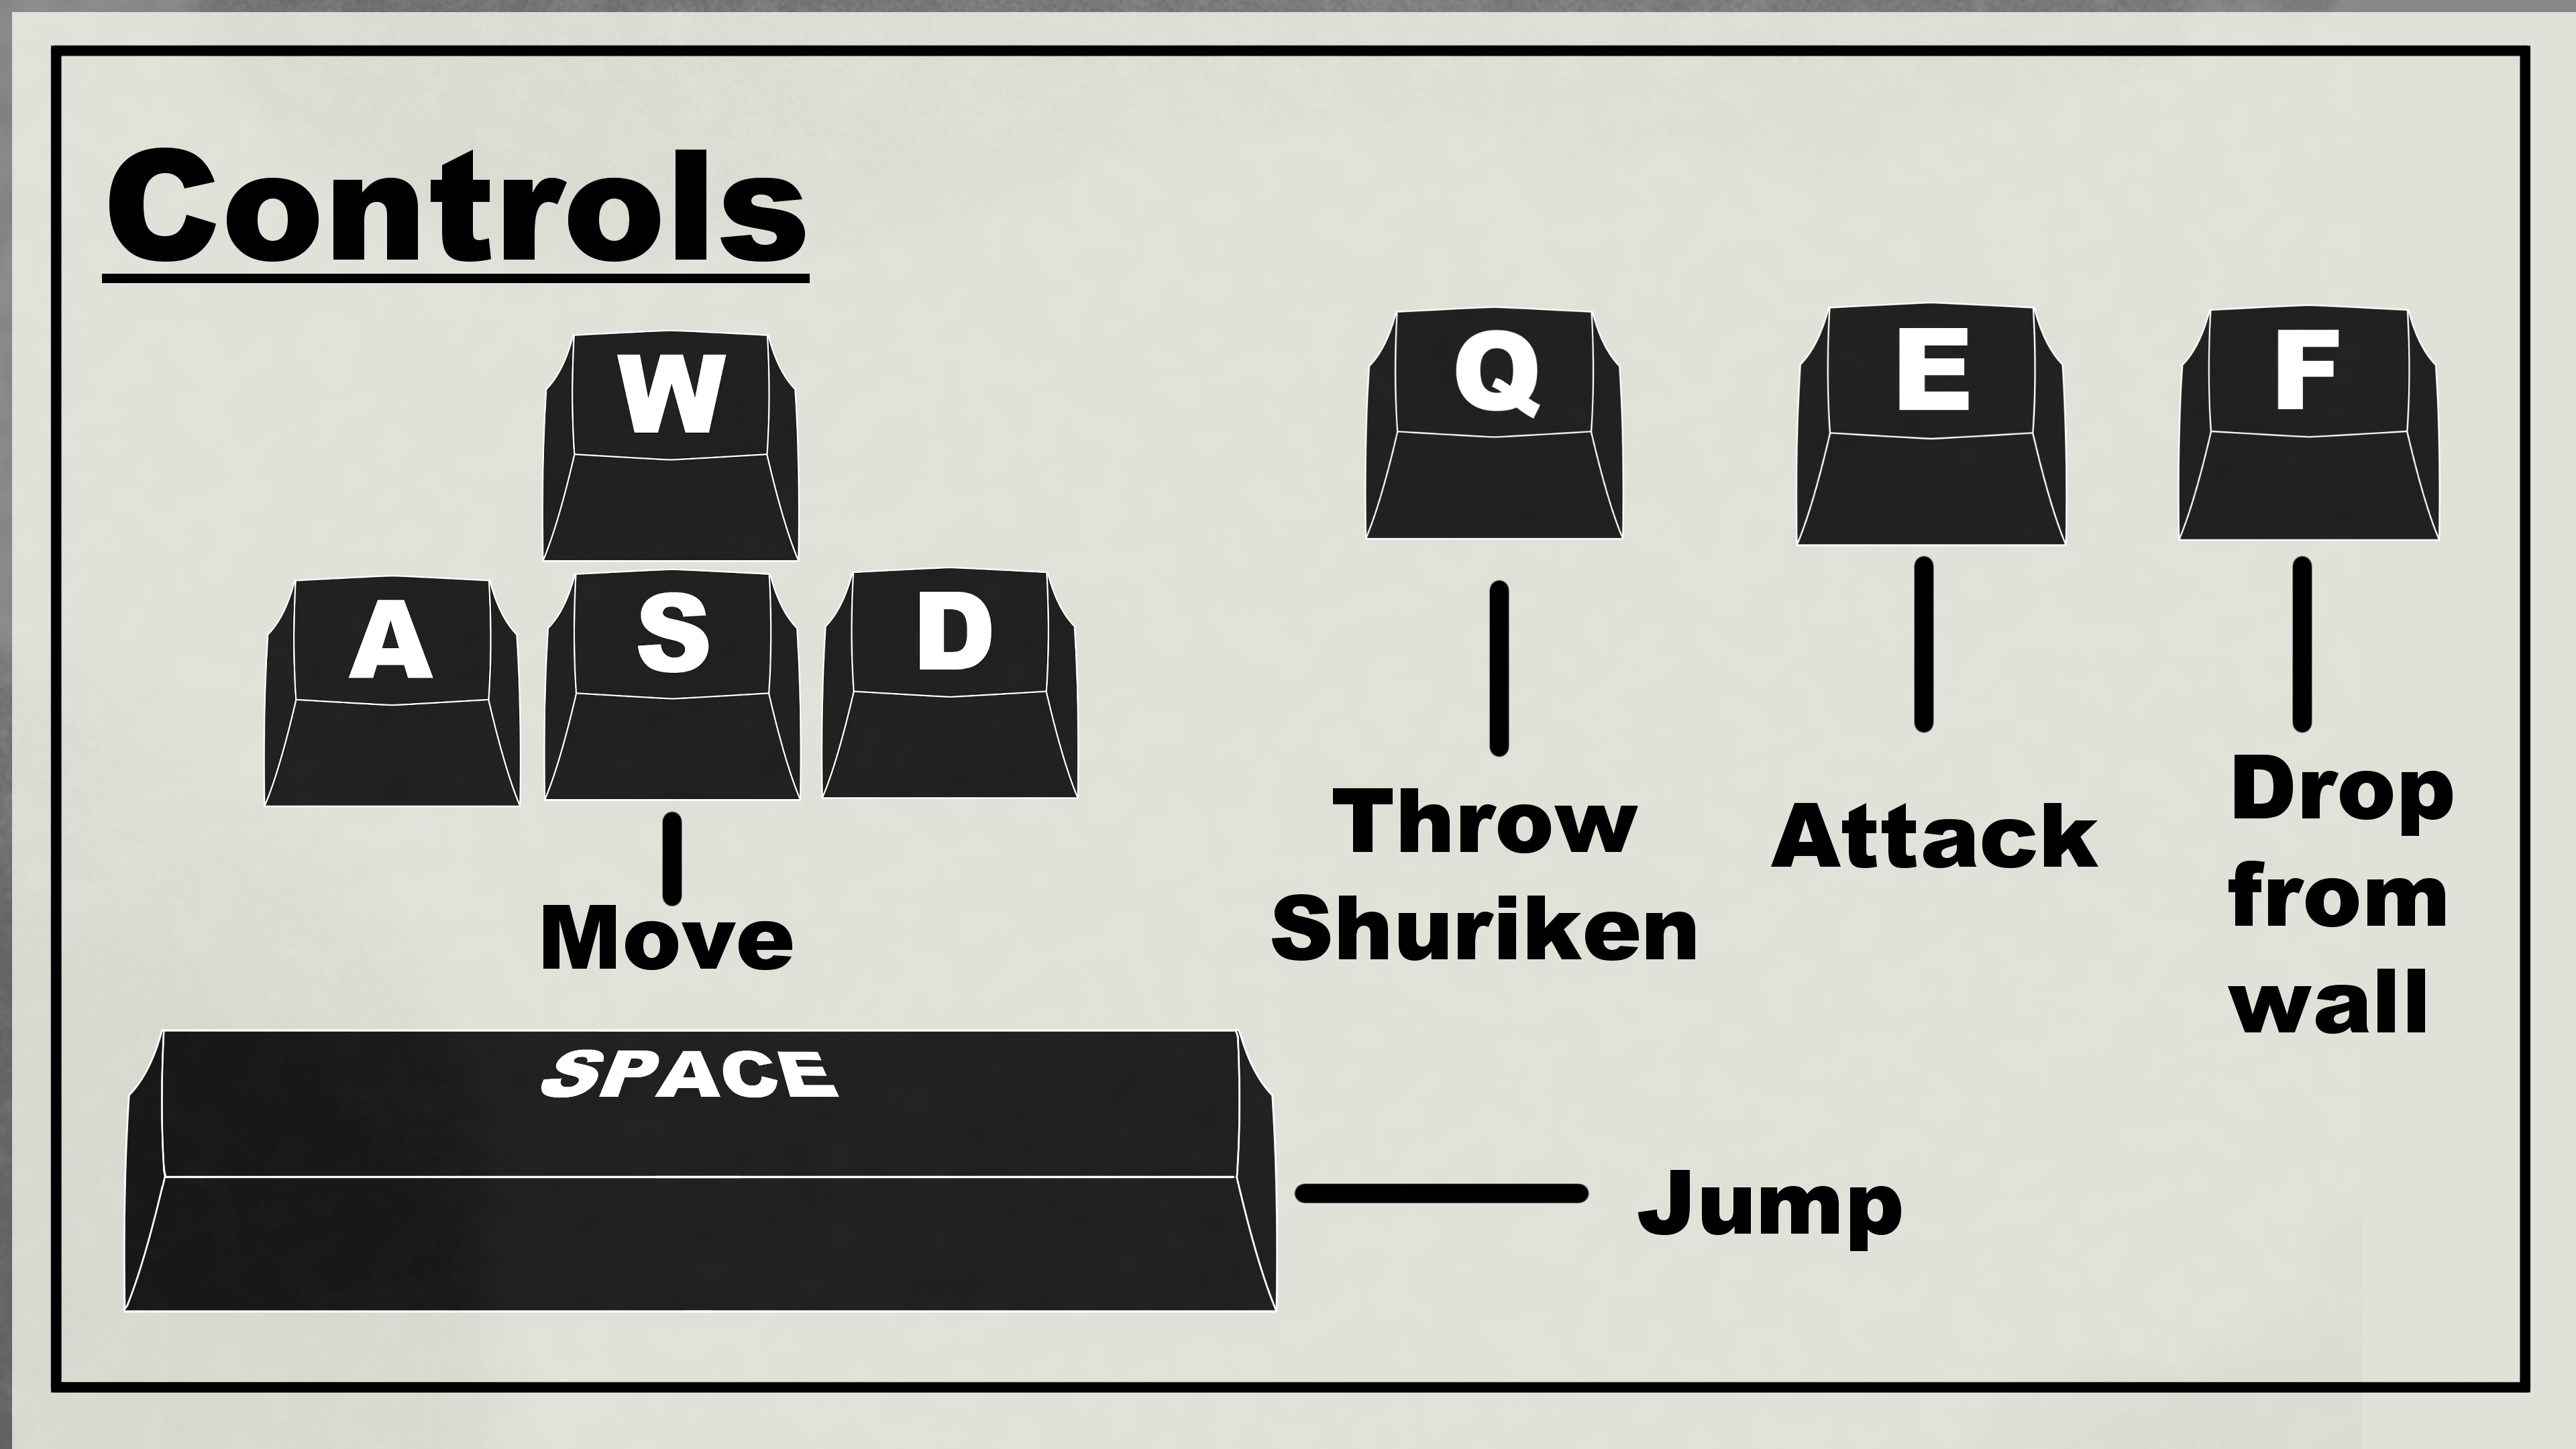 Controls
W
A S D
Move
Q
Throw
Shuriken
E
Attack
F
Drop
from
wall
SPACE
Jump